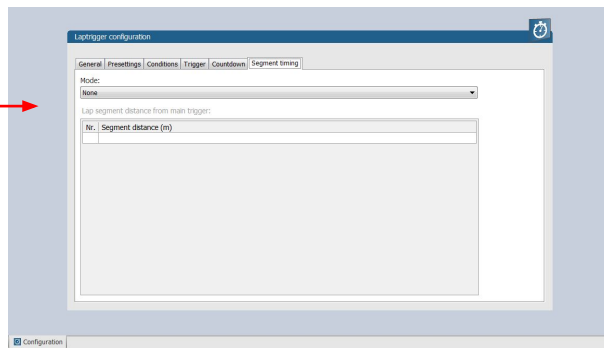 Laptrigger configuration
General Presettings Conditions Trigger Countdown Segment timing
Mode:
None
Lap segment distance from main trigger:
Nr. Segment distance (m)
Configuration